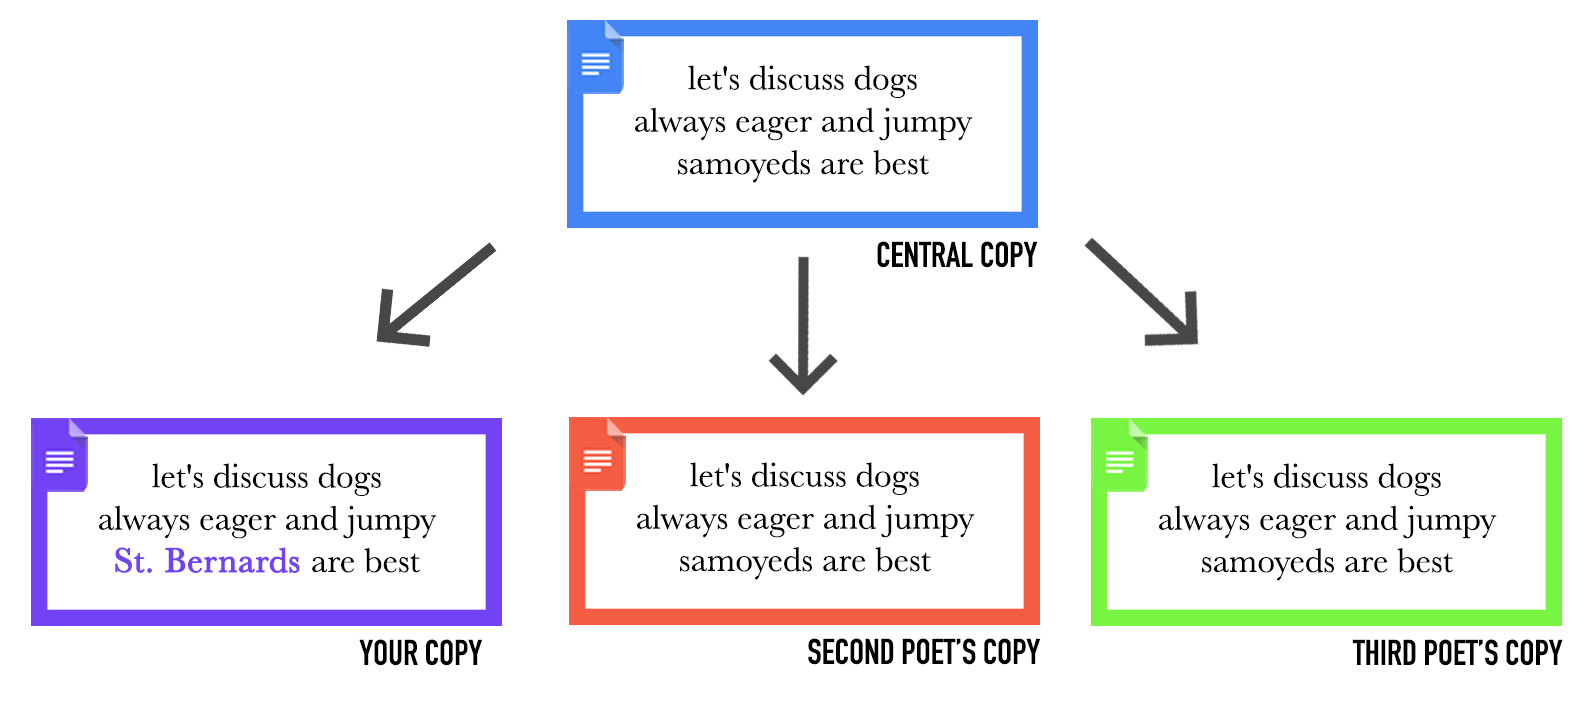 let's discuss dogs
always eager and jumpy
samoyeds are best
CENTRAL COPY
let's discuss dogs
always eager and jumpy
St. Bernards are best
YOUR COPY
let's discuss dogs
always eager and jumpy
samoyeds are best
SECOND POET'S COPY
let's discuss dogs
always eager and jumpy
samoyeds are best
THIRD POET'S COPY